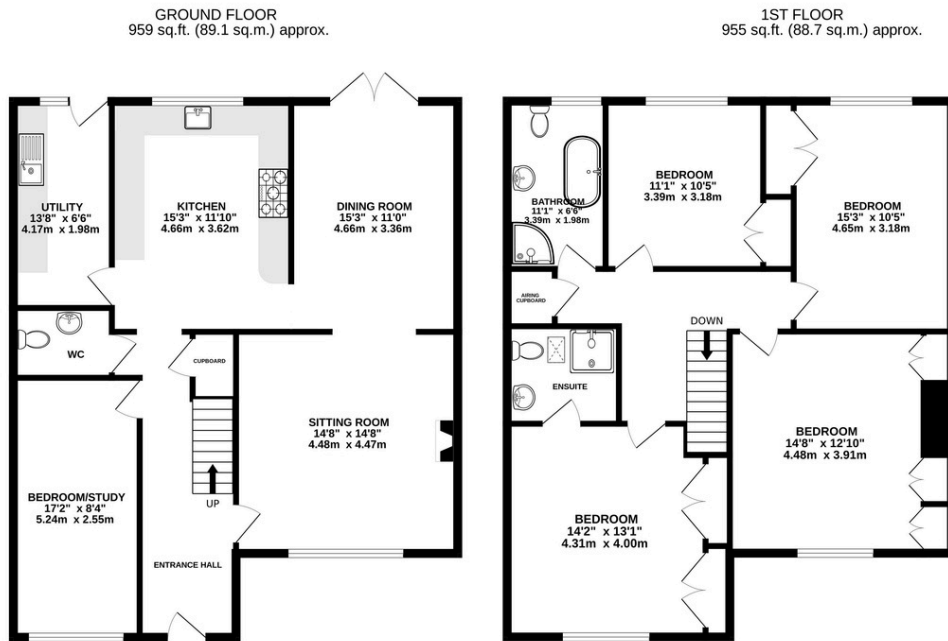 GROUND FLOOR
959 sq.ft. (89.1 sq.m.) approx.
UTILITY
13'8" x 6'6"
4.17m x 1.98m
KITCHEN
15'3" x 11'10"
4.66m x 3.62m
DINING ROOM
15'3" x 11'0"
4.66m x 3.36m
WC
CUPBOARD
SITTING ROOM
14'8" x 14'8"
4.48m x 4.47m
BEDROOM/STUDY
17'2" x 8'4"
5.24m x 2.55m
UP
ENTRANCE HALL
1ST FLOOR
955 sq.ft. (88.7 sq.m.) approx.
BATHROOM
11'1" x 6'6"
3.39m x 1.98m
BEDROOM
11'1" x 10'5"
3.39m x 3.18m
BEDROOM
15'3" x 10'5"
4.65m x 3.18m
AIRING
CUPBOARD
DOWN
ENSUITE
BEDROOM
14'8" x 12'10"
4.48m x 3.91m
BEDROOM
14'2" x 13'1"
4.31m x 4.00m